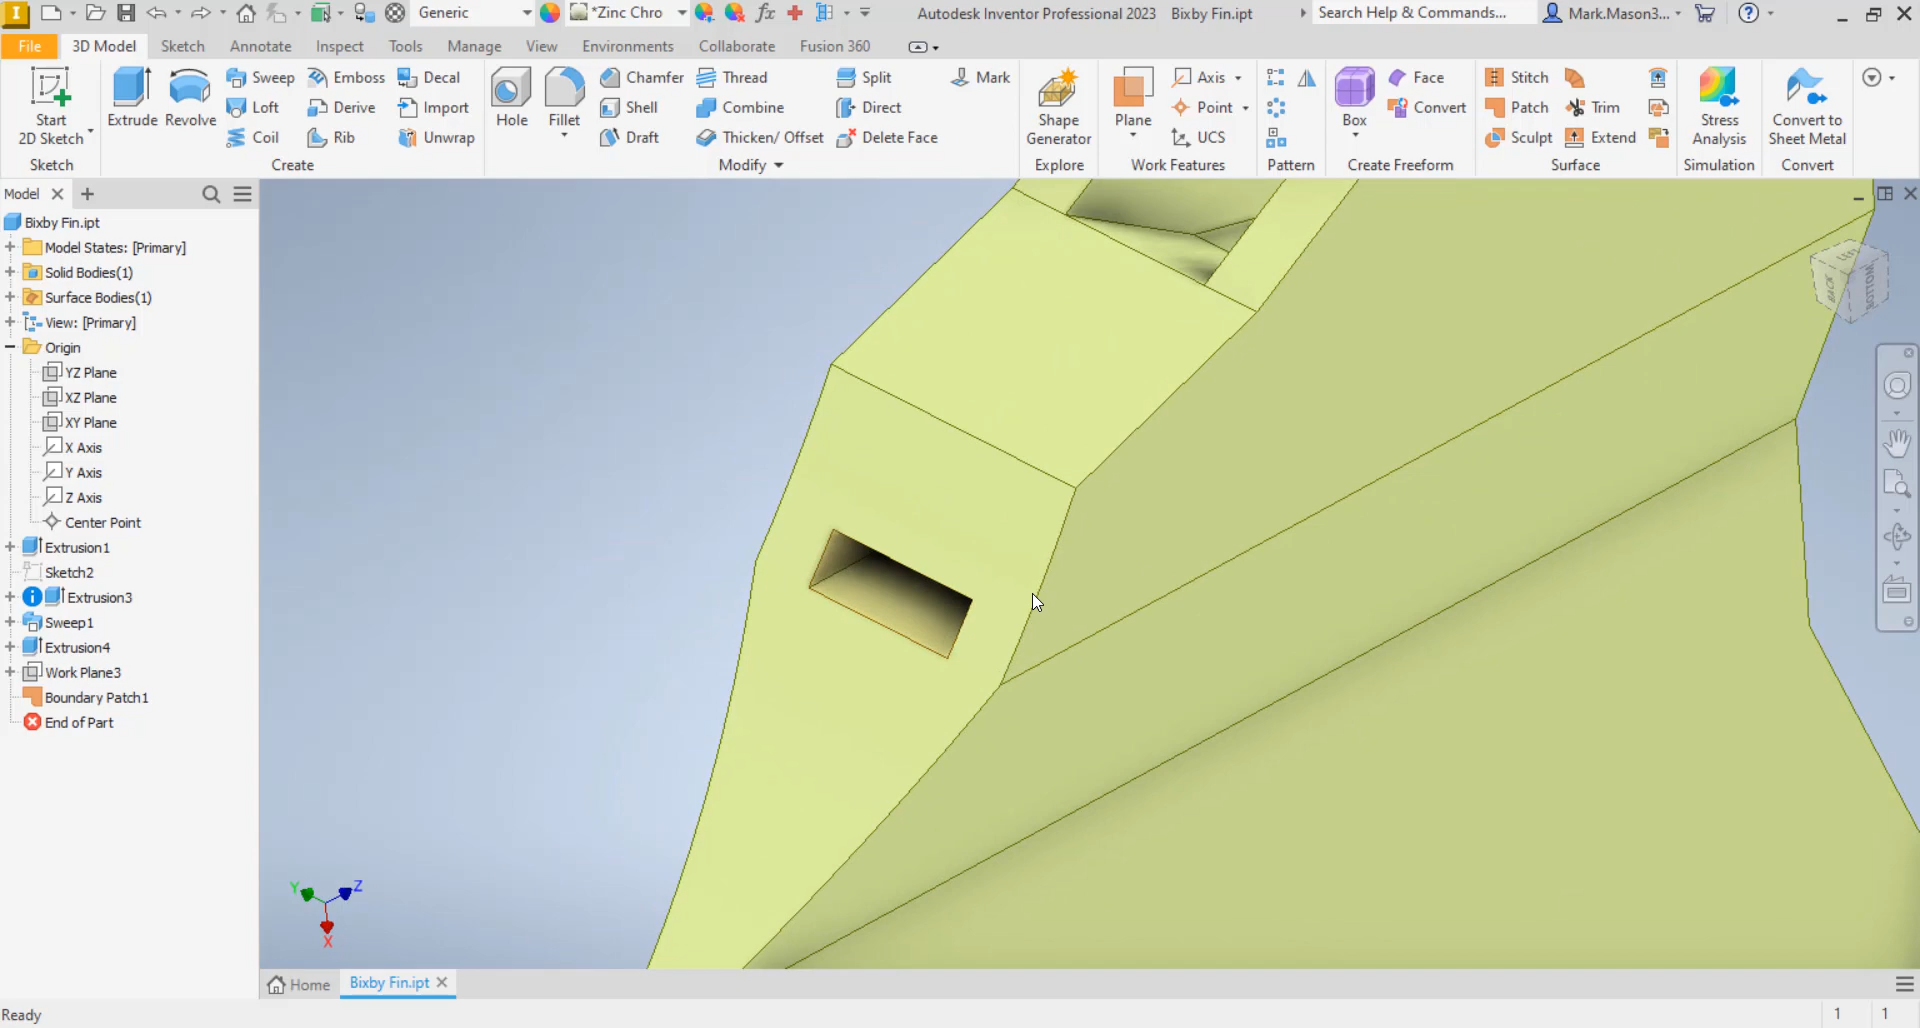 Generic
*Zinc Chro
Autodesk Inventor Professional 2023 Bixby Fin.ipt
Search Help & Commands...
Mark.Mason3...
File 3D Model Sketch Annotate Inspect Tools Manage View Environments Collaborate Fusion 360
Start
2D Sketch
Sketch
Extrude
Revolve
Sweep
Loft
Coil
Emboss
Derive
Rib
Decal
Import
Unwrap
Create
Hole
Fillet
Chamfer
Shell
Draft
Thread
Combine
Thicken/ Offset
Split
Direct
Delete Face
Mark
Modify
Shape
Generator
Explore
Plane
Axis
Point
UCS
Work Features
Pattern
Box
Face
Convert
Create Freeform
Stitch
Patch
Sculpt
Trim
Extend
Surface
Stress
Analysis
Simulation
Convert to
Sheet Metal
Convert
Model
Bixby Fin.ipt
Model States: [Primary]
Solid Bodies(1)
Surface Bodies(1)
View: [Primary]
Origin
YZ Plane
XZ Plane
XY Plane
X Axis
Y Axis
Z Axis
Center Point
Extrusion1
Sketch2
Extrusion3
Sweep1
Extrusion4
Work Plane3
Boundary Patch1
End of Part
LEFT
BACK
BOTTOM
Y
Z
X
Home
Bixby Fin.ipt
Ready
1
1